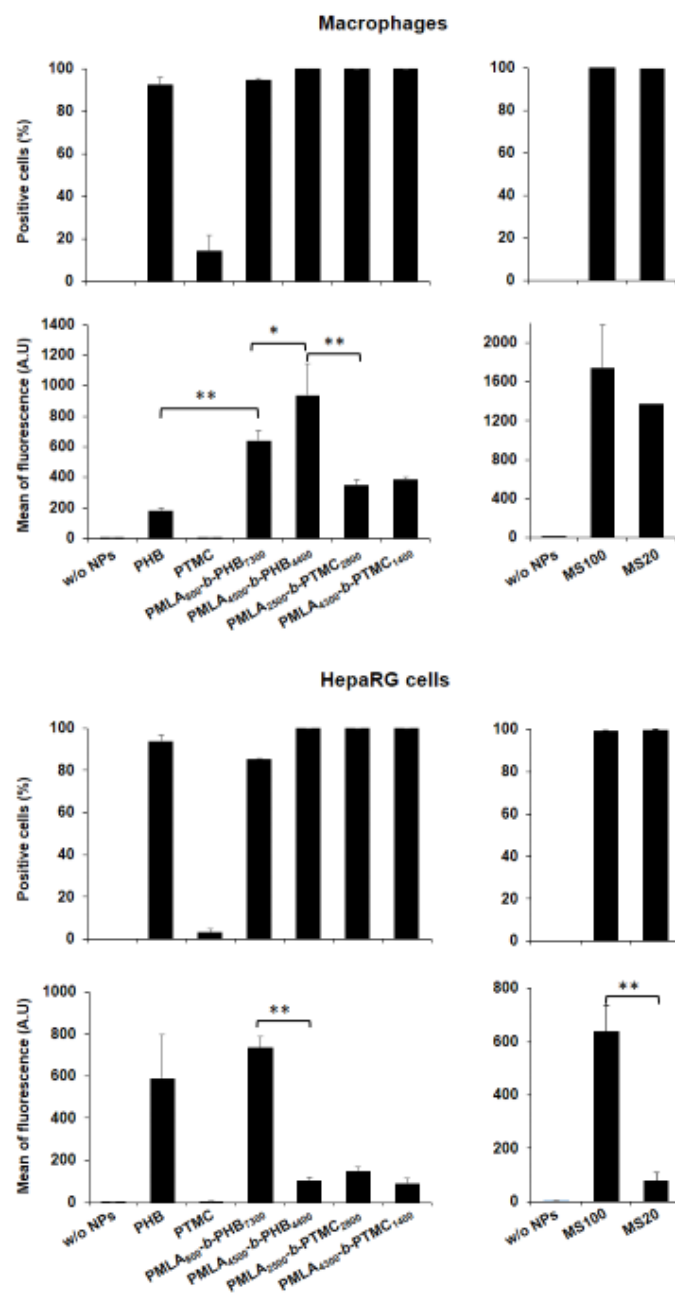 Macrophages
Positive cells (%)
100
80
60
40
20
0
100
80
60
40
20
0
Mean of fluorescence (A.U)
1400
1200
1000
800
600
400
200
0
**
*
**
w/o NPs
PHB
PTMC
PMLA800-b-PHB7300
PMLA4500-b-PHB4400
PMLA2500-b-PTMC2800
PMLA4300-b-PTMC1400
2000
1600
1200
800
400
0
w/o NPs
MS100
MS20
HepaRG cells
Positive cells (%)
100
80
60
40
20
0
100
80
60
40
20
0
Mean of fluorescence (A.U)
1000
800
600
400
200
0
**
w/o NPs
PHB
PTMC
PMLA800-b-PHB7300
PMLA4500-b-PHB4400
PMLA2500-b-PTMC2800
PMLA4300-b-PTMC1400
800
600
400
200
0
**
w/o NPs
MS100
MS20